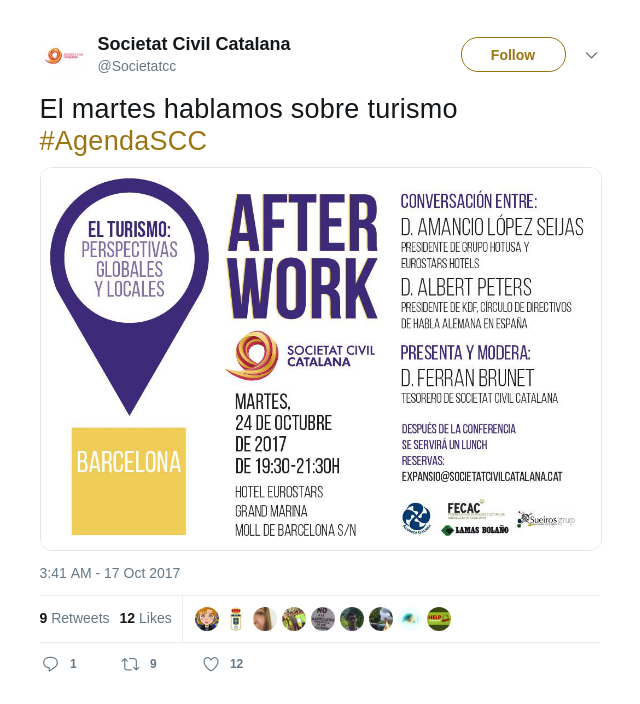 Societat Civil Catalana
@Societatcc
Follow
El martes hablamos sobre turismo
#AgendaSCC
EL TURISMO:
PERSPECTIVAS
GLOBALES
Y LOCALES
BARCELONA
AFTER
WORK
SOCIETAT CIVIL
CATALANA
MARTES,
24 DE OCTUBRE
DE 2017
DE 19:30-21:30H
HOTEL EUROSTARS
GRAND MARINA
MOLL DE BARCELONA S/N
CONVERSACIÓN ENTRE:
D. AMANCIO LÓPEZ SEIJAS
PRESIDENTE DE GRUPO HOTUSA Y
EUROSTARS HOTELS
D. ALBERT PETERS
PRESIDENTE DE KDF, CÍRCULO DE DIRECTIVOS
DE HABLA ALEMANA EN ESPAÑA
PRESENTA Y MODERA:
D. FERRAN BRUNET
TESORERO DE SOCIETAT CIVIL CATALANA
DESPUÉS DE LA CONFERENCIA
SE SERVIRÁ UN LUNCH
RESERVAS:
EXPANSIO@SOCIETATCIVILCATALANA.CAT
FECAC
LAMAS BOLAÑO
Sueiros grup
3:41 AM - 17 Oct 2017
9 Retweets 12 Likes
NO
HELP
1 9 12